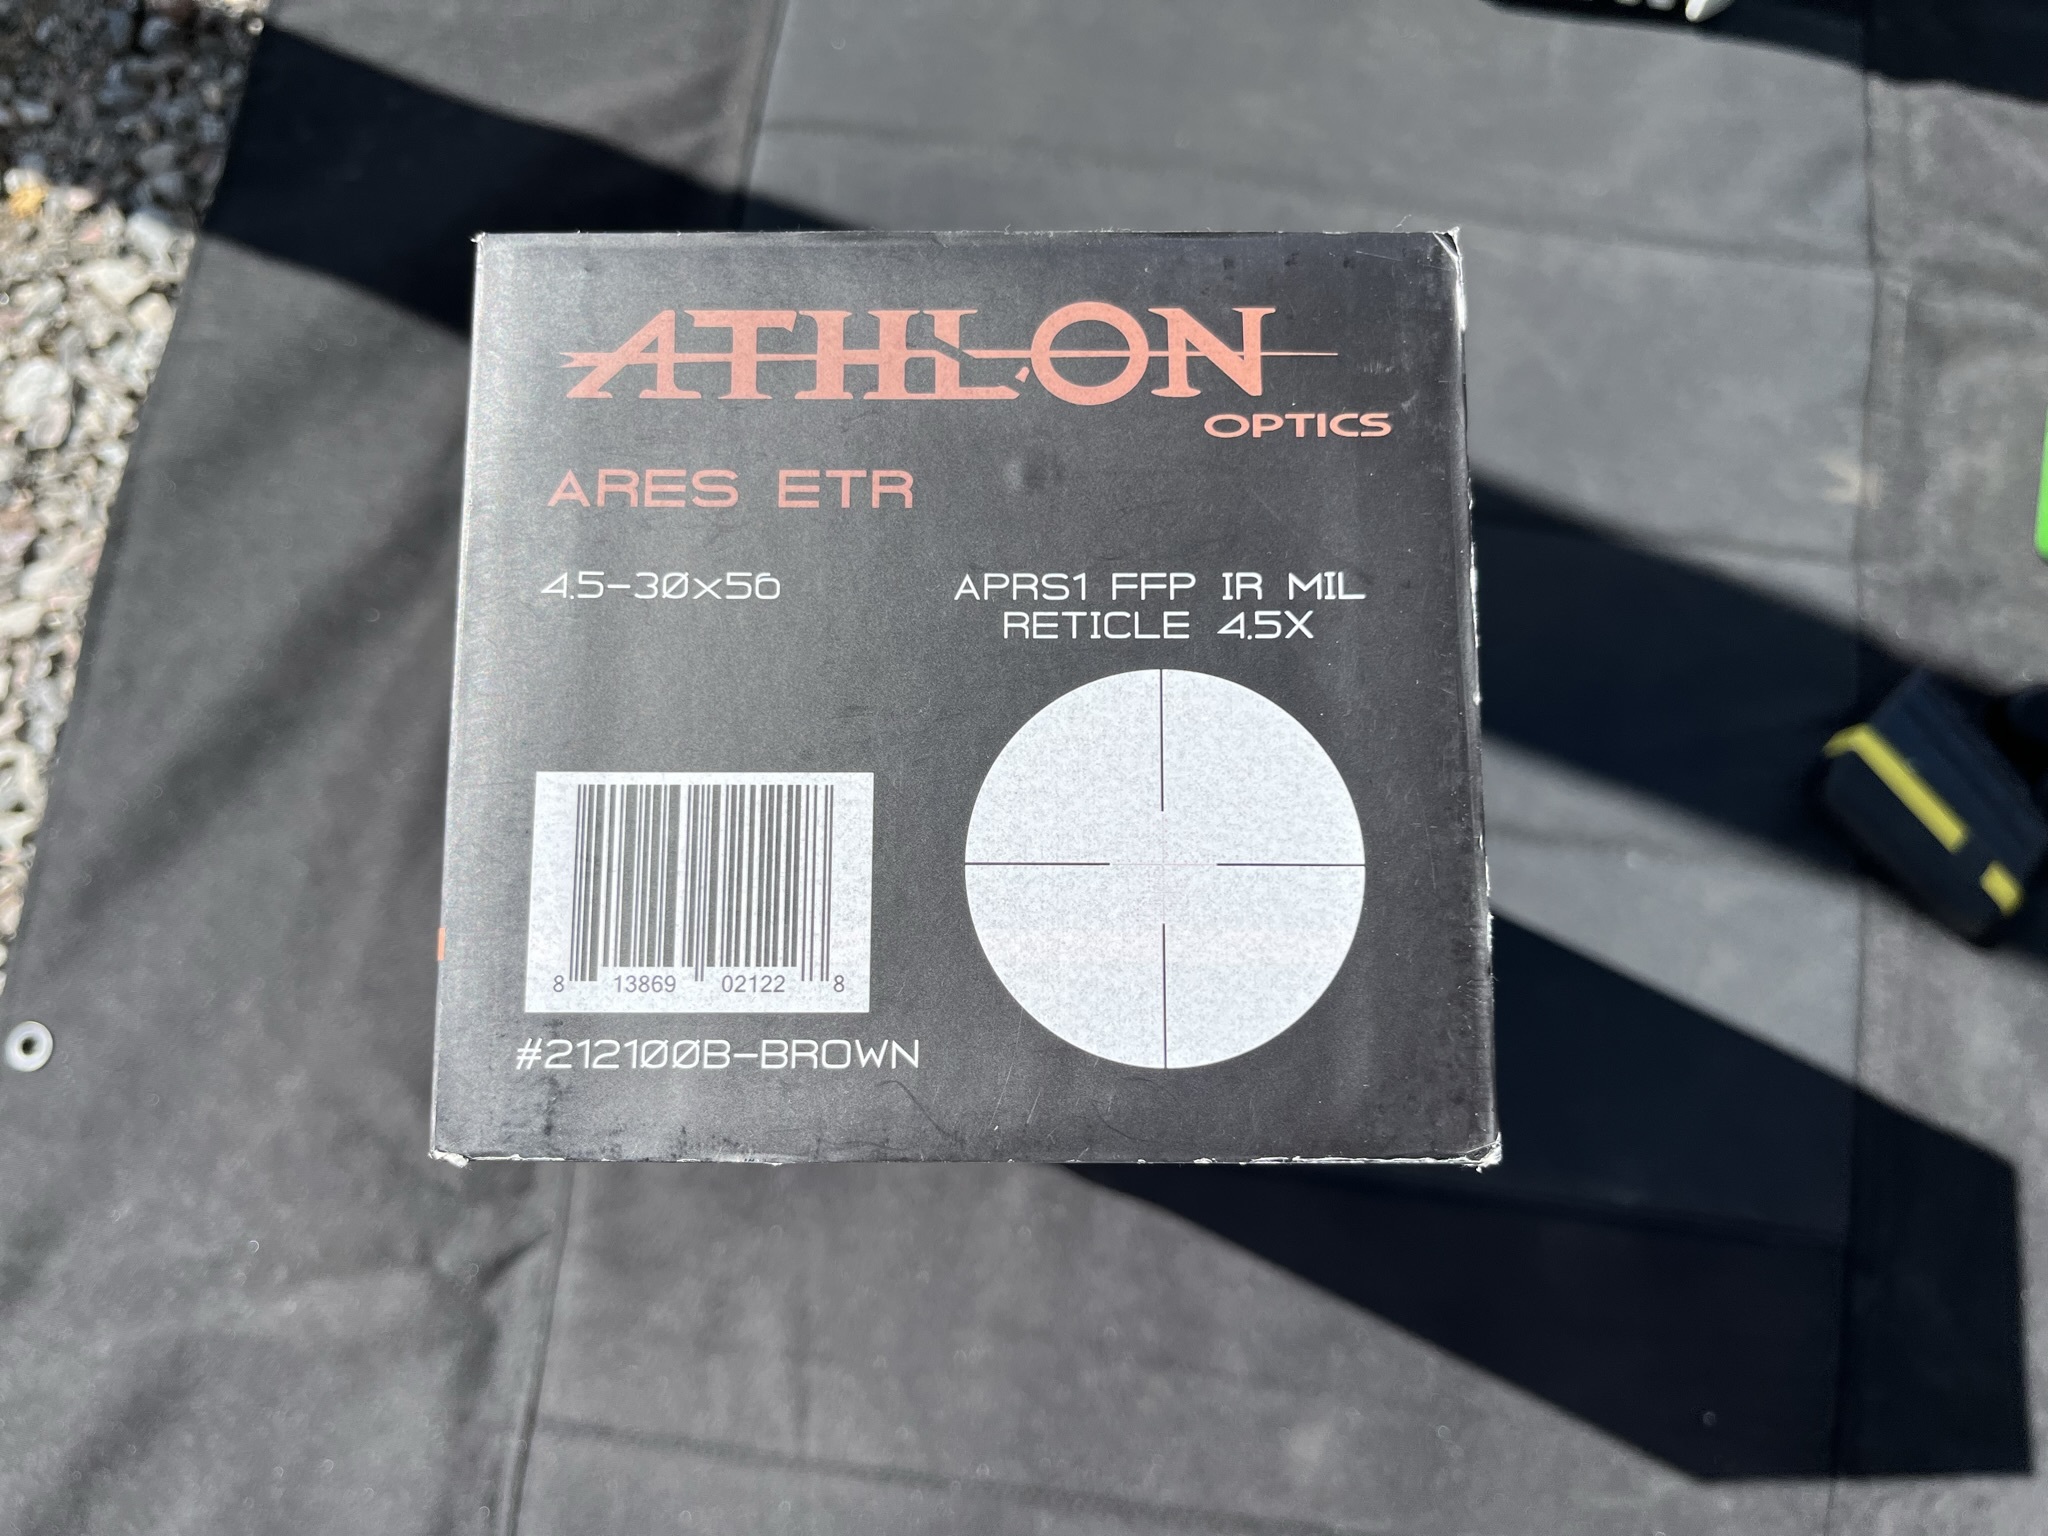 ATHLON
OPTICS
ARES ETR
4.5-30x56
APRS1 FFP IR MIL
RETICLE 4.5X
8 13869 02122 8
#212100B-BROWN